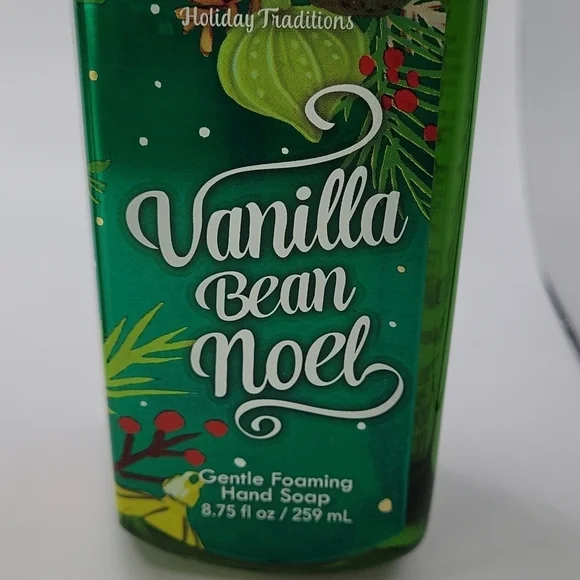 Holiday Traditions
Vanilla
Bean
Noel
Gentle Foaming
Hand Soap
8.75 fl oz / 259 mL